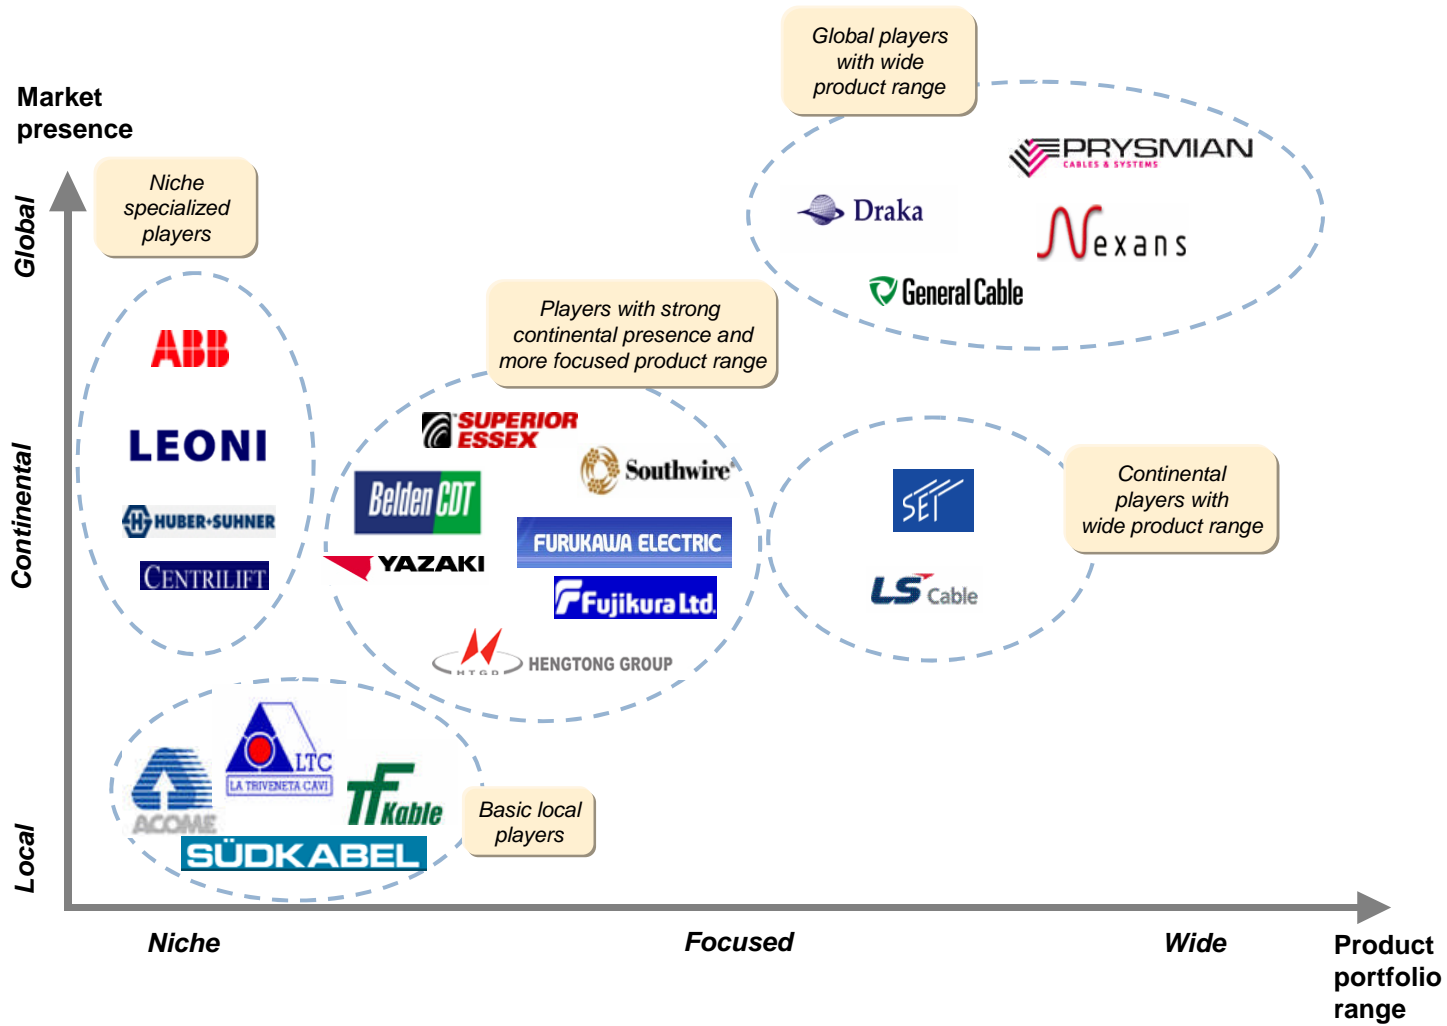 Global players
with wide
product range
Market
presence
PRYSMIAN
CABLES & SYSTEMS
Niche
specialized
players
Draka
Nexans
Global
General Cable
Players with strong
continental presence and
more focused product range
ABB
SUPERIOR
ESSEX
LEONI
Southwire
Belden CDT
SET
Continental
players with
wide product range
Continental
HUBER+SUHNER
FURUKAWA ELECTRIC
YAZAKI
CENTRILIFT
LS Cable
Fujikura Ltd.
HTGD
HENGTONG GROUP
LTC
LA TRIVENETA CAVI
TF Kable
ACOME
Basic local
players
SÜDKABEL
Local
Niche
Focused
Wide
Product
portfolio
range